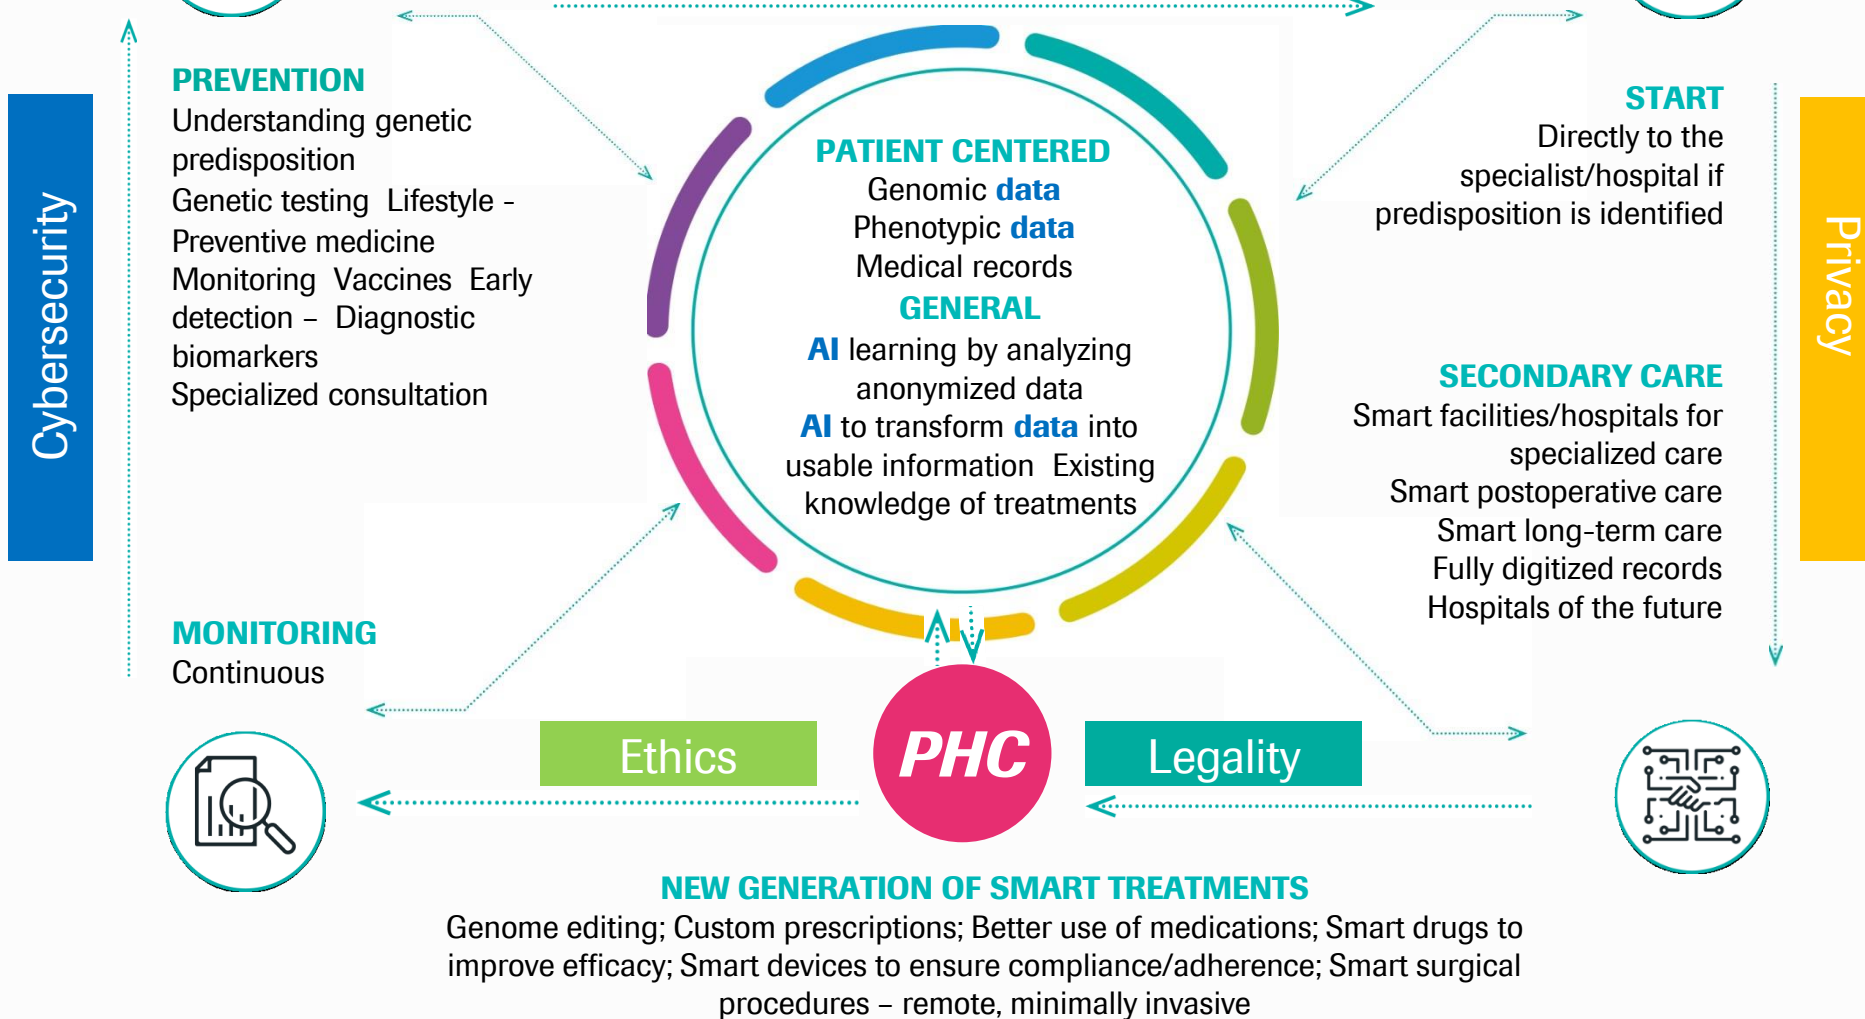 Cybersecurity
PREVENTION
Understanding genetic
predisposition
Genetic testing Lifestyle -
Preventive medicine
Monitoring Vaccines Early
detection – Diagnostic
biomarkers
Specialized consultation
MONITORING
Continuous
PATIENT CENTERED
Genomic data
Phenotypic data
Medical records
GENERAL
AI learning by analyzing
anonymized data
AI to transform data into
usable information Existing
knowledge of treatments
START
Directly to the
specialist/hospital if
predisposition is identified
SECONDARY CARE
Smart facilities/hospitals for
specialized care
Smart postoperative care
Smart long-term care
Fully digitized records
Hospitals of the future
Privacy
Ethics
PHC
Legality
NEW GENERATION OF SMART TREATMENTS
Genome editing; Custom prescriptions; Better use of medications; Smart drugs to
improve efficacy; Smart devices to ensure compliance/adherence; Smart surgical
procedures – remote, minimally invasive